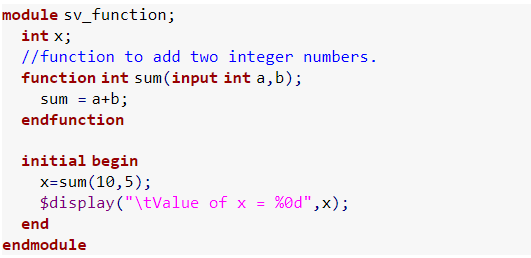 module sv_function;
  int x;
  //function to add two integer numbers.
  function int sum(input int a,b);
    sum = a+b;
  endfunction

  initial begin
    x=sum(10,5);
    $display("\tValue of x = %0d",x);
  end
endmodule